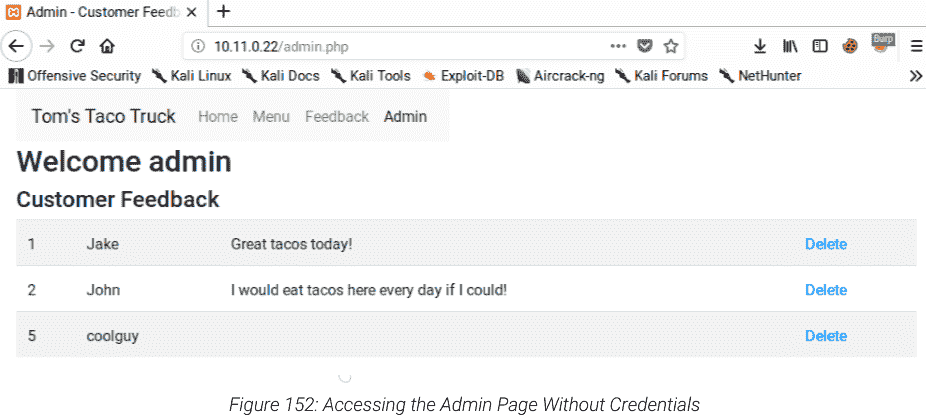 Admin - Customer Feedb
10.11.0.22/admin.php
Burp
Offensive Security Kali Linux Kali Docs Kali Tools Exploit-DB Aircrack-ng Kali Forums NetHunter
Tom's Taco Truck Home Menu Feedback Admin
Welcome admin
Customer Feedback
1 Jake Great tacos today! Delete
2 John I would eat tacos here every day if I could! Delete
5 coolguy Delete
Figure 152: Accessing the Admin Page Without Credentials